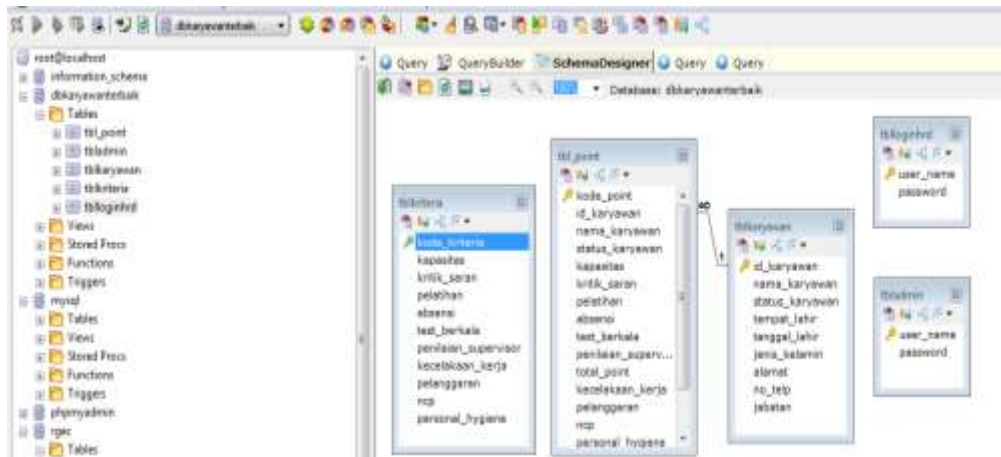 dbkaryawanterbaik
root@localhost
information_schema
dbkaryawanterbaik
Tables
tbl_point
tbladmin
tblkaryawan
tblkriteria
tblloginhrd
Views
Stored Procs
Functions
Triggers
mysql
Tables
Views
Stored Procs
Functions
Triggers
phpmyadmin
Tables
Query QueryBuilder SchemaDesigner Query Query
Database: dbkaryawanterbaik
tblkriteria
kode_kriteria
kapasitas
kritik_saran
pelatihan
absensi
test_berkala
penilaian_supervisor
kecelakaan_kerja
pelanggaran
ncp
personal_hygiene
tbl_point
kode_point
id_karyawan
nama_karyawan
status_karyawan
kapasitas
kritik_saran
pelatihan
absensi
test_berkala
penilaian_superv...
total_point
kecelakaan_kerja
pelanggaran
ncp
personal_hygiene
1
tblkaryawan
id_karyawan
nama_karyawan
status_karyawan
tempat_lahir
tanggal_lahir
jenis_kelamin
alamat
no_telp
jabatan
tblloginhrd
user_name
password
tbladmin
user_name
password